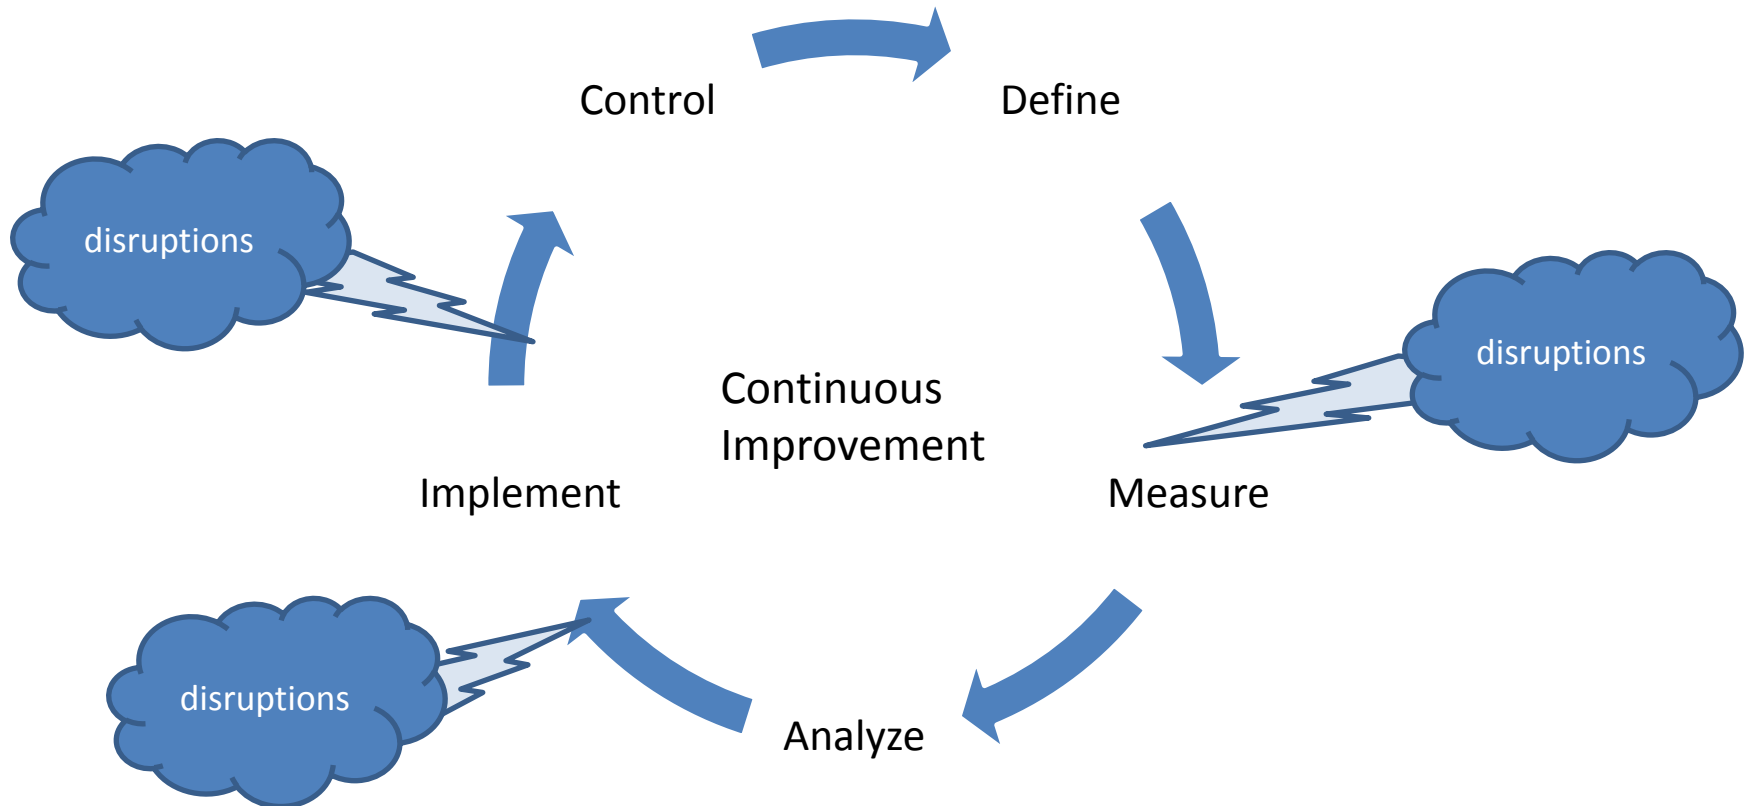 Control
Define
disruptions
disruptions
Continuous
Improvement
Implement
Measure
disruptions
Analyze